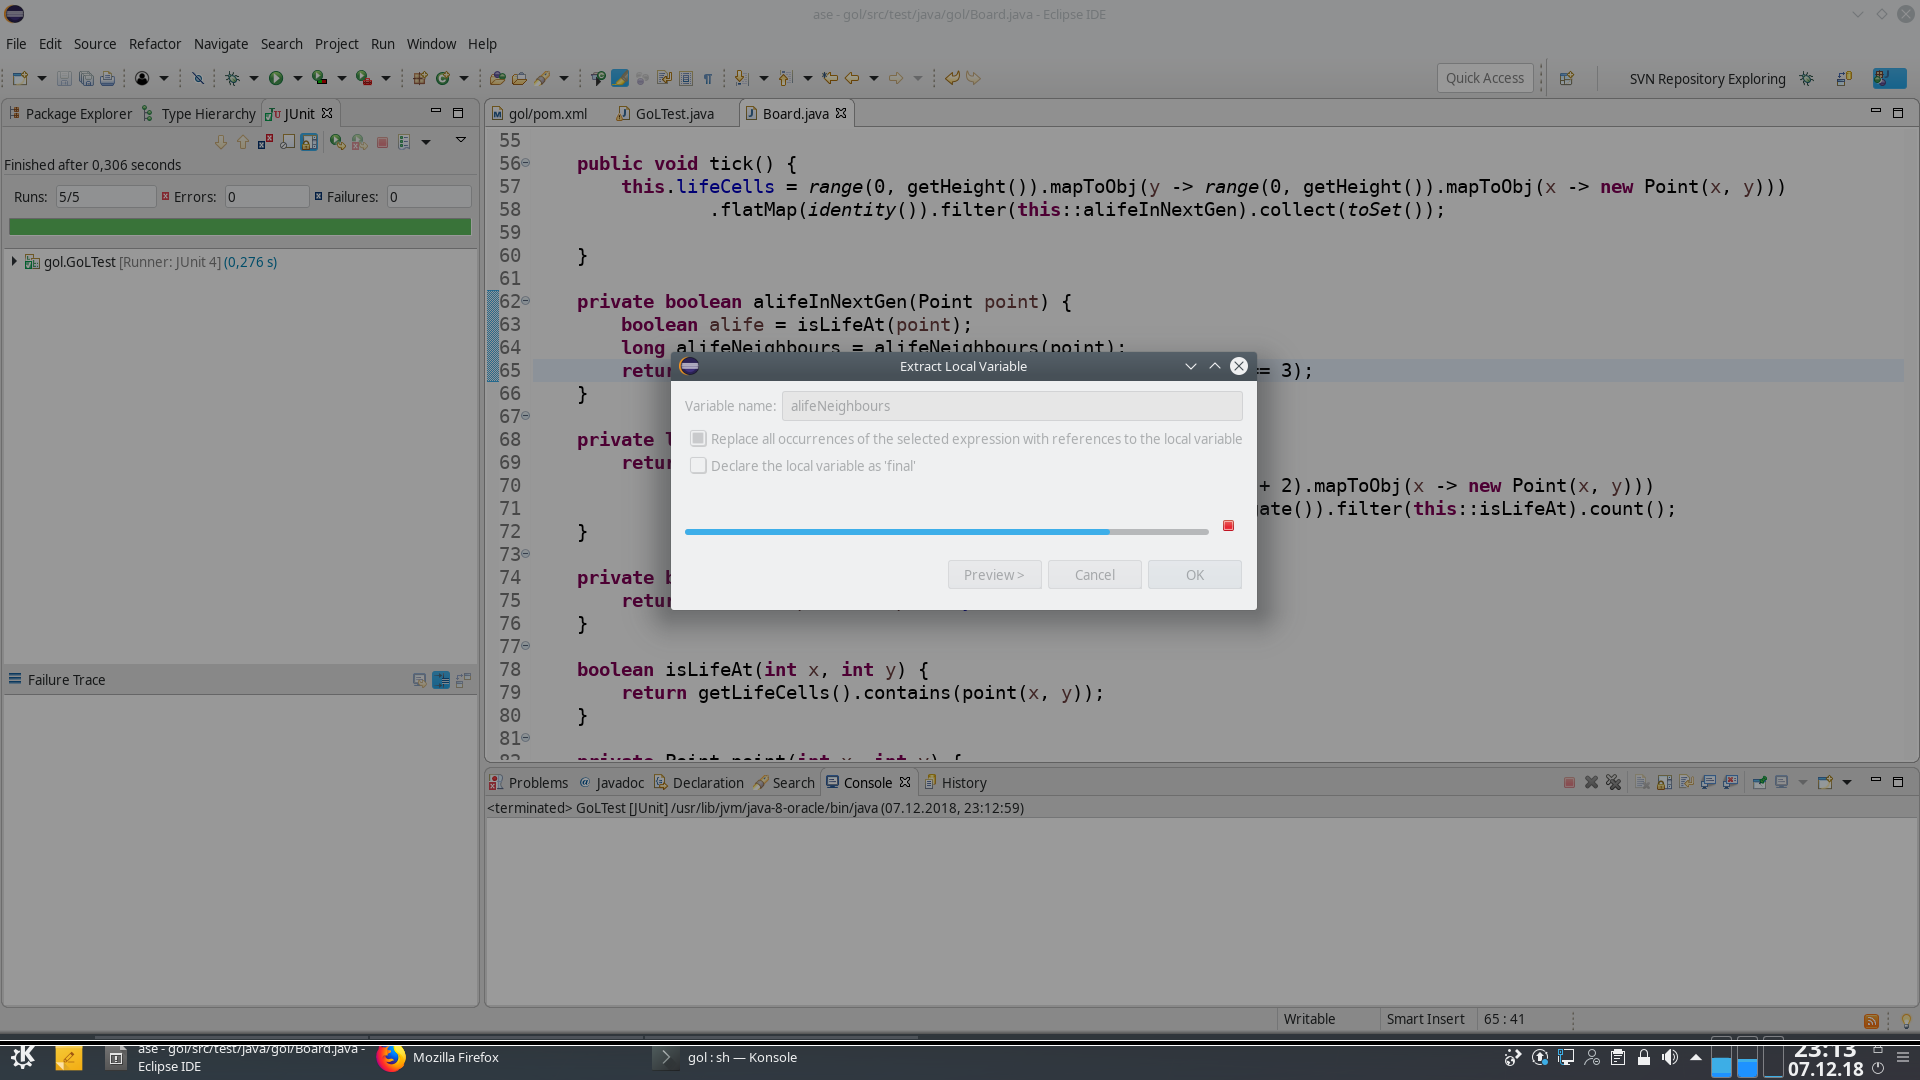 ase - gol/src/test/java/gol/Board.java - Eclipse IDE
File Edit Source Refactor Navigate Search Project Run Window Help
Quick Access
SVN Repository Exploring
Package Explorer Type Hierarchy JUnit
Finished after 0,306 seconds
Runs: 5/5 Errors: 0 Failures: 0
gol.GoLTest [Runner: JUnit 4] (0,276 s)
Failure Trace
gol/pom.xml GoLTest.java Board.java
55
56 public void tick() {
57 this.lifeCells = range(0, getHeight()).mapToObj(y -> range(0, getHeight()).mapToObj(x -> new Point(x, y)))
58 .flatMap(identity()).filter(this::alifeInNextGen).collect(toSet());
59
60 }
61
62 private boolean alifeInNextGen(Point point) {
63 boolean alife = isLifeAt(point);
64 long alifeNeighbours = alifeNeighbours(point);
65 retur = 3);
66 }
67
68 private l
69 retur
70 + 2).mapToObj(x -> new Point(x, y)))
71 ate()).filter(this::isLifeAt).count();
72 }
73
74 private b
75 retur
76 }
77
78 boolean isLifeAt(int x, int y) {
79 return getLifeCells().contains(point(x, y));
80 }
81
82 private Point point(int x, int y) {
Extract Local Variable
Variable name: alifeNeighbours
Replace all occurrences of the selected expression with references to the local variable
Declare the local variable as 'final'
Preview > Cancel OK
Problems @ Javadoc Declaration Search Console History
<terminated> GoLTest [JUnit] /usr/lib/jvm/java-8-oracle/bin/java (07.12.2018, 23:12:59)
Writable Smart Insert 65 : 41
ase - gol/src/test/java/gol/Board.java - Eclipse IDE
Mozilla Firefox
gol : sh — Konsole
23:13
07.12.18